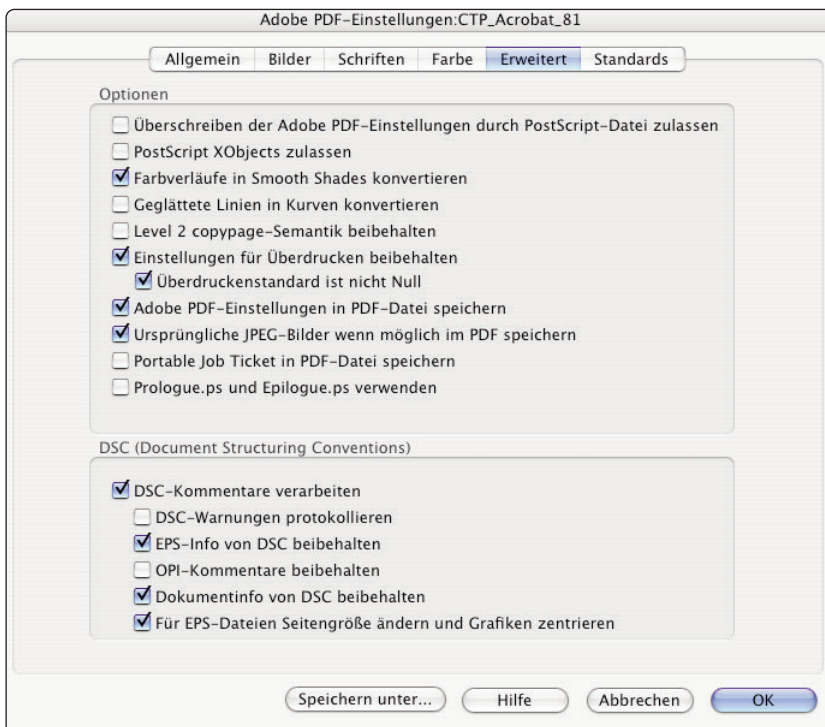 Adobe PDF-Einstellungen:CTP_Acrobat_81
Allgemein Bilder Schriften Farbe Erweitert Standards
Optionen
Überschreiben der Adobe PDF-Einstellungen durch PostScript-Datei zulassen
PostScript XObjects zulassen
Farbverläufe in Smooth Shades konvertieren
Geglättete Linien in Kurven konvertieren
Level 2 copypage-Semantik beibehalten
Einstellungen für Überdrucken beibehalten
Überdruckenstandard ist nicht Null
Adobe PDF-Einstellungen in PDF-Datei speichern
Ursprüngliche JPEG-Bilder wenn möglich im PDF speichern
Portable Job Ticket in PDF-Datei speichern
Prologue.ps und Epilogue.ps verwenden
DSC (Document Structuring Conventions)
DSC-Kommentare verarbeiten
DSC-Warnungen protokollieren
EPS-Info von DSC beibehalten
OPI-Kommentare beibehalten
Dokumentinfo von DSC beibehalten
Für EPS-Dateien Seitengröße ändern und Grafiken zentrieren
Speichern unter... Hilfe Abbrechen OK